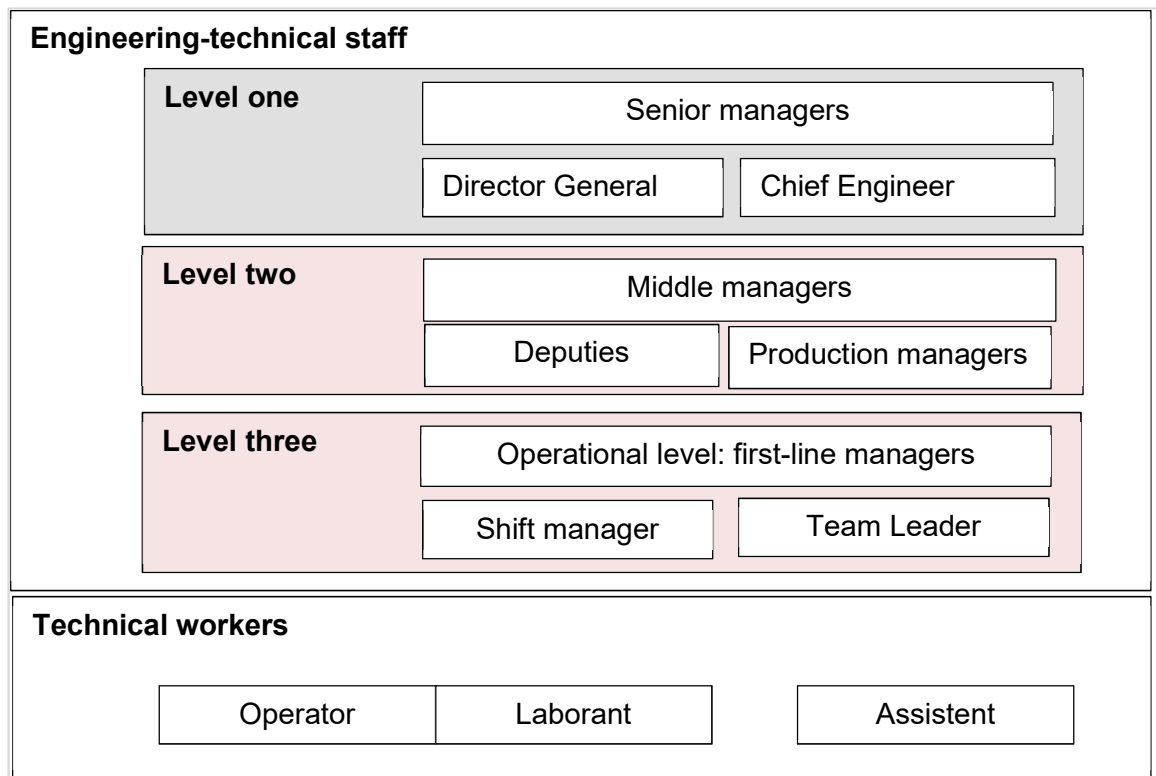 Engineering-technical staff
Level one
Senior managers
Director General
Chief Engineer
Level two
Middle managers
Deputies
Production managers
Level three
Operational level: first-line managers
Shift manager
Team Leader
Technical workers
Operator
Laborant
Assistent